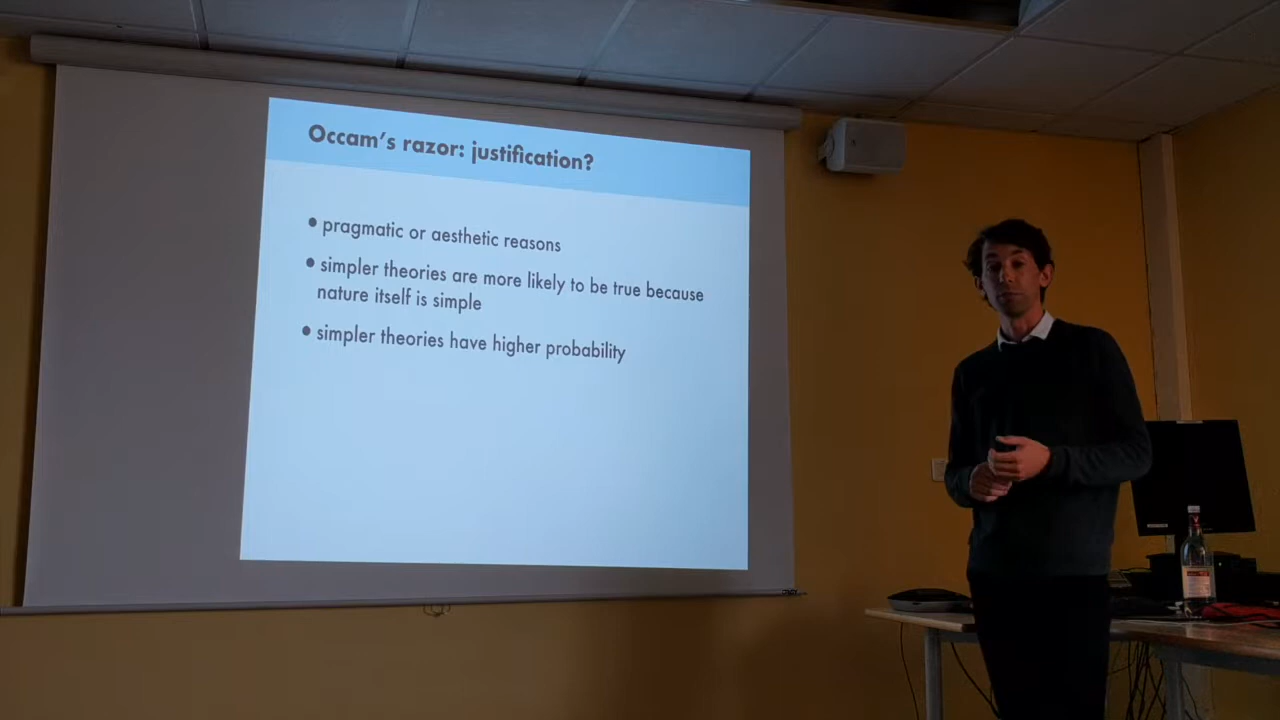 Occam's razor: justification?
• pragmatic or aesthetic reasons
• simpler theories are more likely to be true because
nature itself is simple
• simpler theories have higher probability